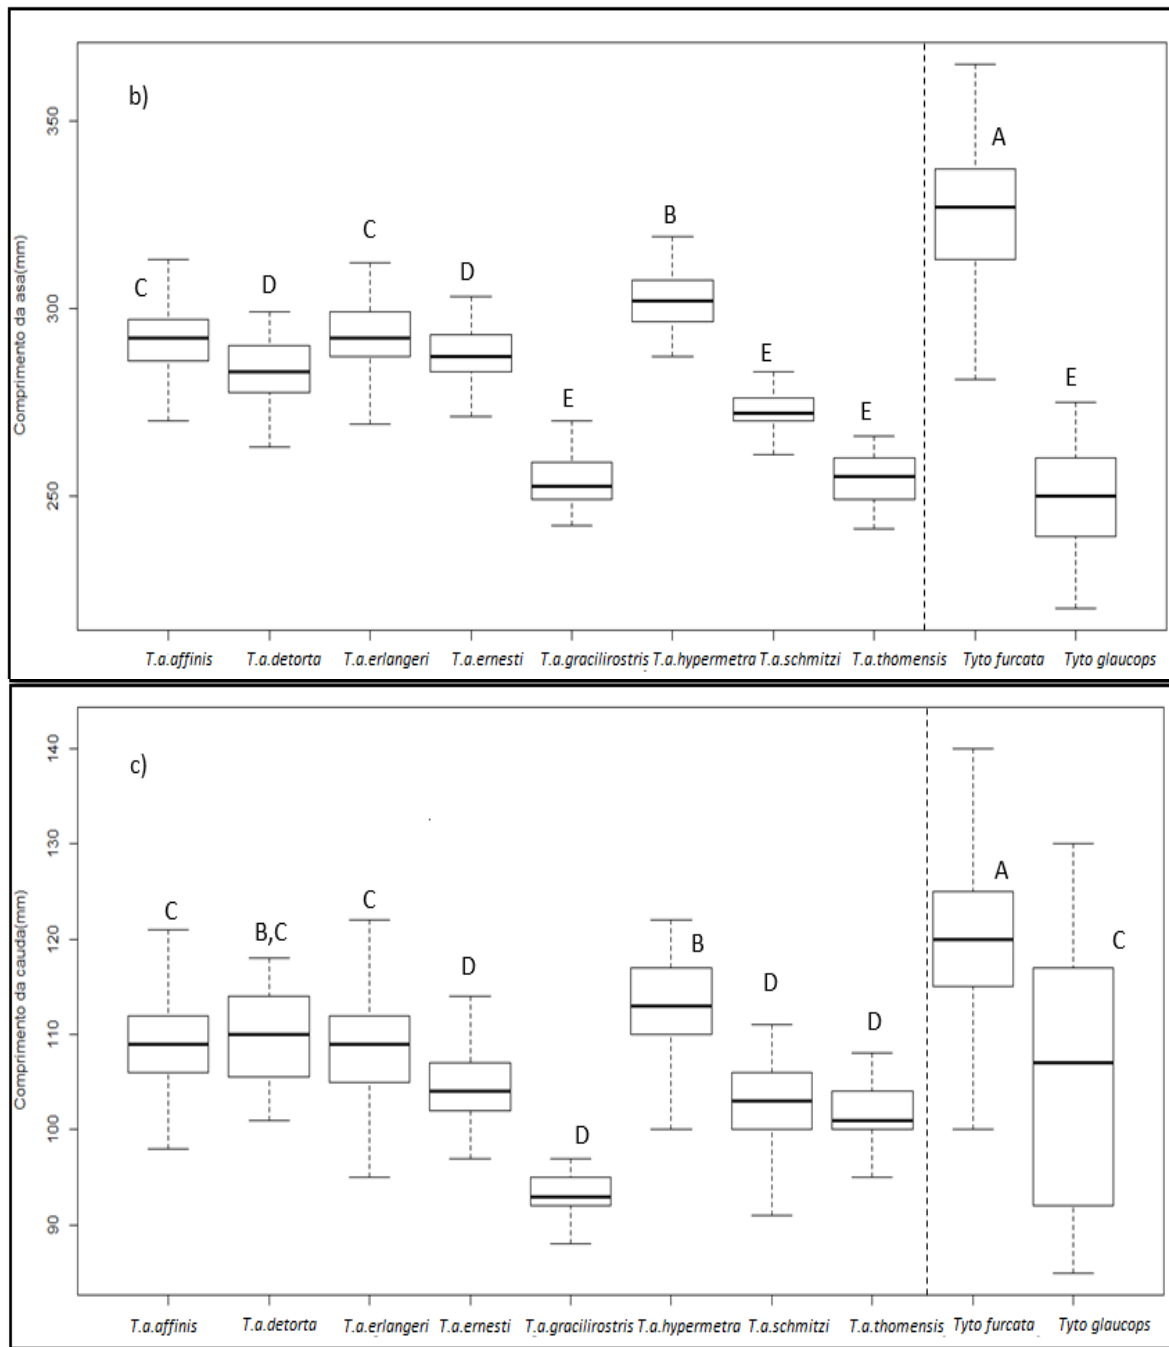 b)
Comprimento da asa(mm)
350
300
250
C
D
C
D
E
B
E
E
A
E
T.a.affinis T.a.detorta T.a.erlangeri T.a.ernesti T.a.gracilirostris T.a.hypermetra T.a.schmitzi T.a.thomensis Tyto furcata Tyto glaucops
c)
Comprimento da cauda(mm)
140
130
120
110
100
90
C
B,C
C
D
D
B
D
D
A
C
T.a.affinis T.a.detorta T.a.erlangeri T.a.ernesti T.a.gracilirostris T.a.hypermetra T.a.schmitzi T.a.thomensis Tyto furcata Tyto glaucops